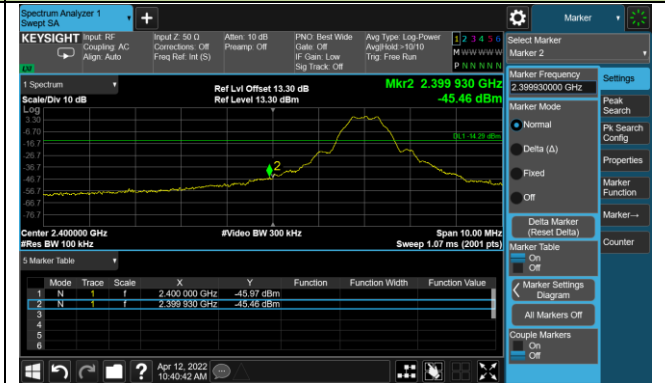 Spectrum Analyzer 1
Swept SA
Marker
KEYSIGHT Input: RF
Coupling: AC
Align: Auto
Input Z: 50 Ω
Corrections: Off
Freq Ref: Int (S)
Atten: 10 dB
Preamp: Off
PNO: Best Wide
Gate: Off
IF Gain: Low
Sig Track: Off
Avg Type: Log-Power
Avg|Hold:>10/10
Trig: Free Run
1 2 3 4 5 6
M W W W W W
P N N N N N
Select Marker
Marker 2
1 Spectrum
Scale/Div 10 dB
Log
Ref Lvl Offset 13.30 dB
Ref Level 13.30 dBm
Mkr2 2.399 930 GHz
-45.46 dBm
3.30
-6.70
-16.7
-26.7
-36.7
-46.7
-56.7
-66.7
-76.7
DL1 -14.29 dBm
2
Center 2.400000 GHz
#Res BW 100 kHz
#Video BW 300 kHz
Span 10.00 MHz
Sweep 1.07 ms (2001 pts)
5 Marker Table
Mode Trace Scale X Y Function Function Width Function Value
1 N 1 f 2.400 000 GHz -45.97 dBm
2 N 1 f 2.399 930 GHz -45.46 dBm
3
4
5
6
Marker Frequency
2.399930000 GHz
Marker Mode
Normal
Delta (Δ)
Fixed
Off
Delta Marker
(Reset Delta)
Marker Table
On
Off
Marker Settings
Diagram
All Markers Off
Couple Markers
On
Off
Settings
Peak
Search
Pk Search
Config
Properties
Marker
Function
Marker→
Counter
Apr 12, 2022
10:40:42 AM